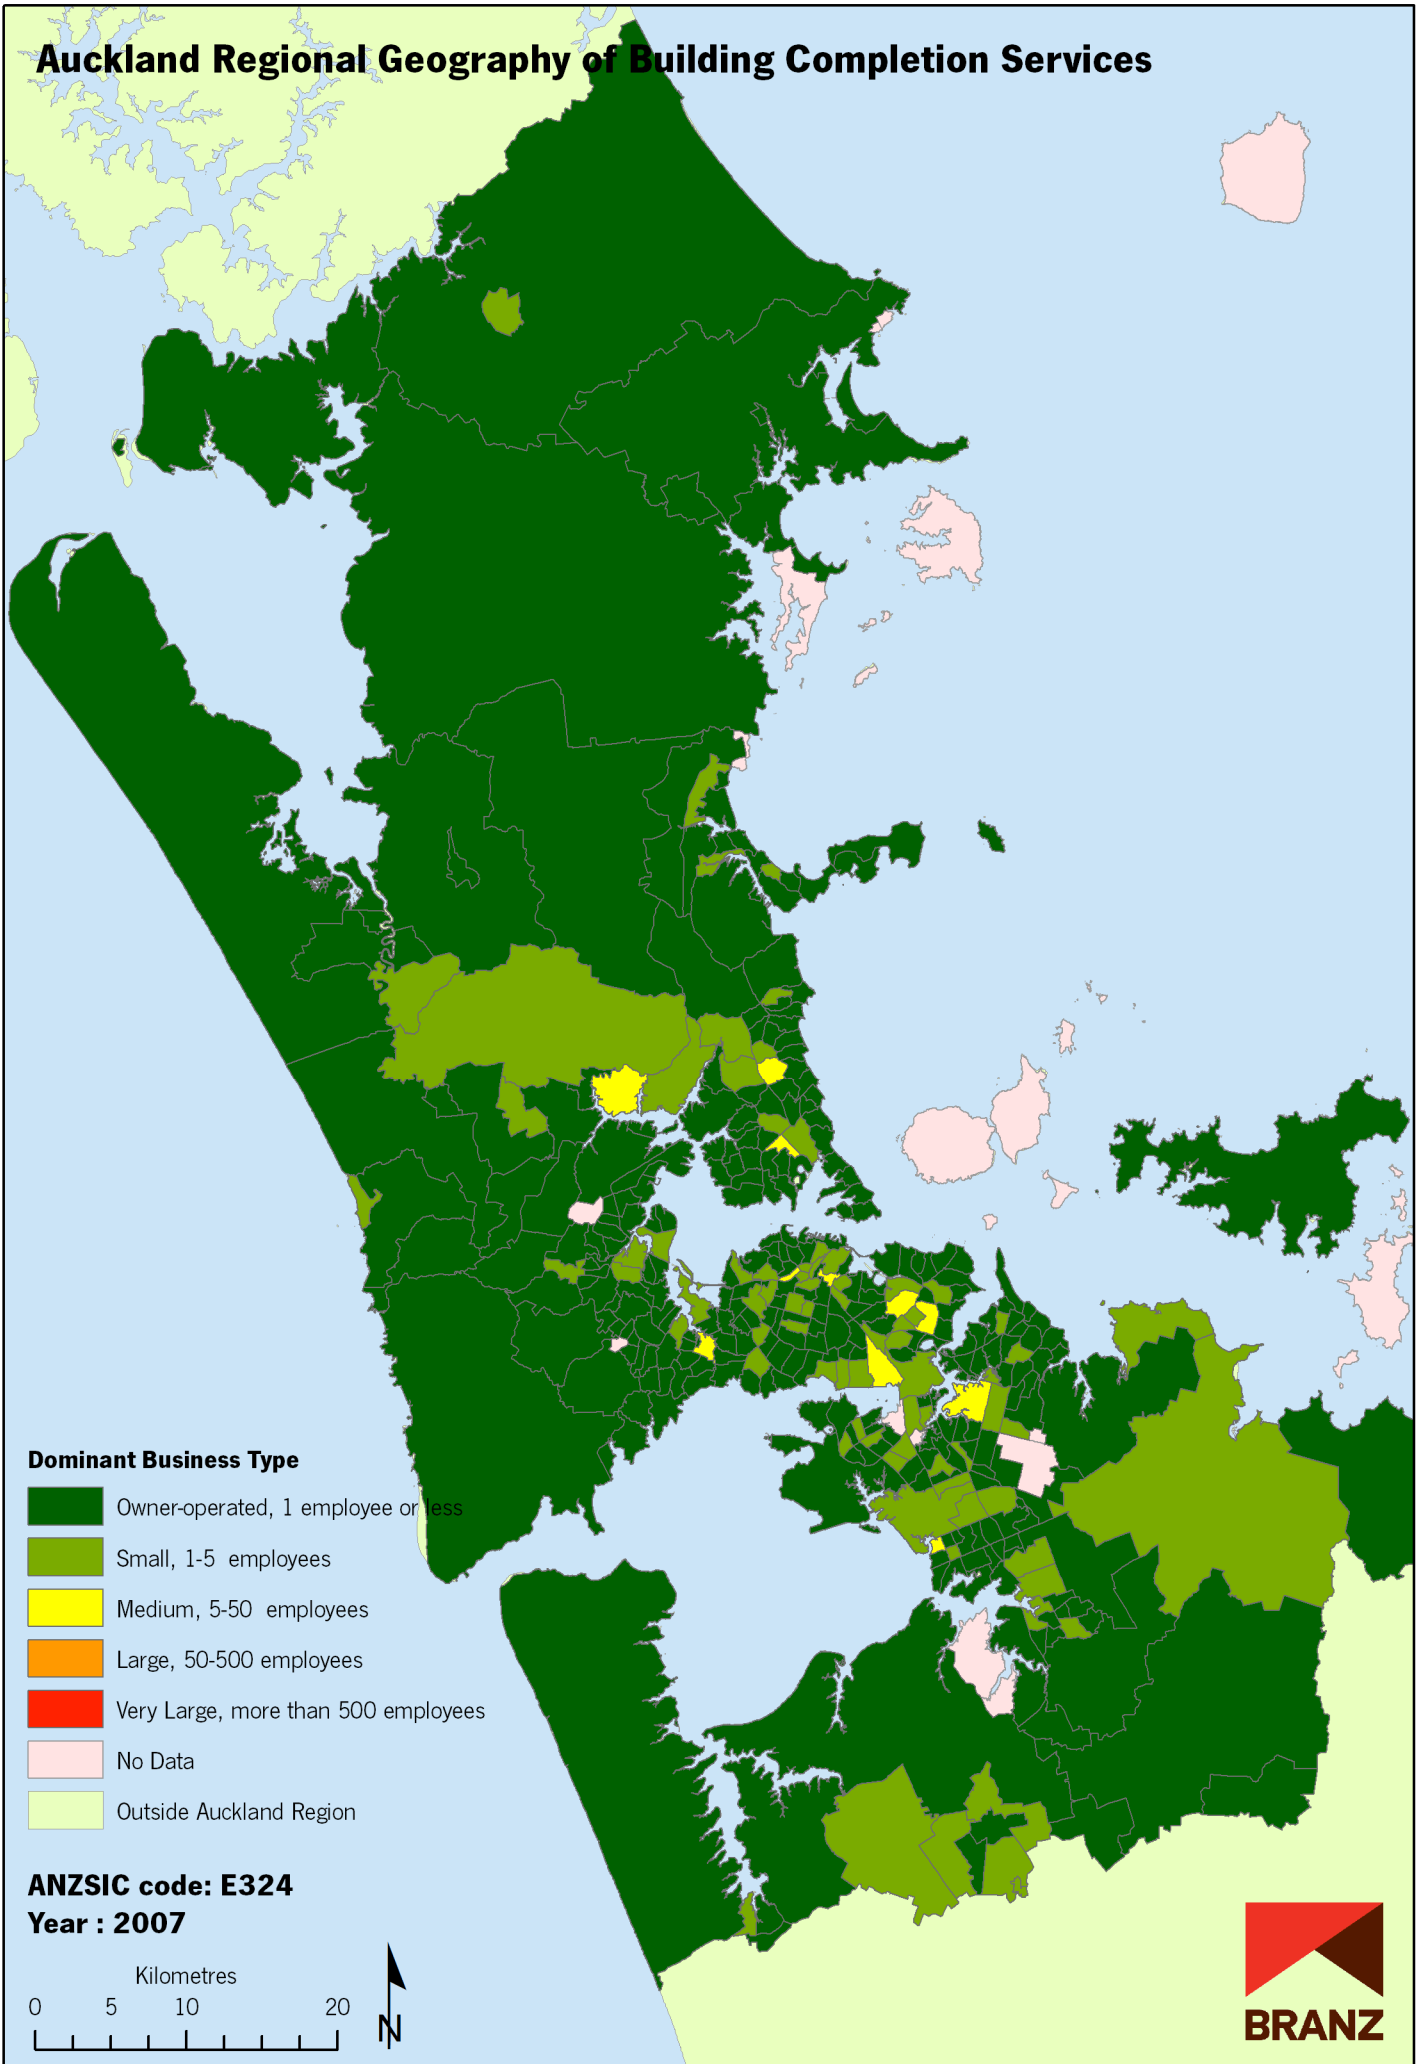 Auckland Regional Geography of Building Completion Services
Dominant Business Type
Owner-operated, 1 employee or less
Small, 1-5 employees
Medium, 5-50 employees
Large, 50-500 employees
Very Large, more than 500 employees
No Data
Outside Auckland Region
ANZSIC code: E324
Year : 2007
Kilometres
0 5 10 20
N
BRANZ